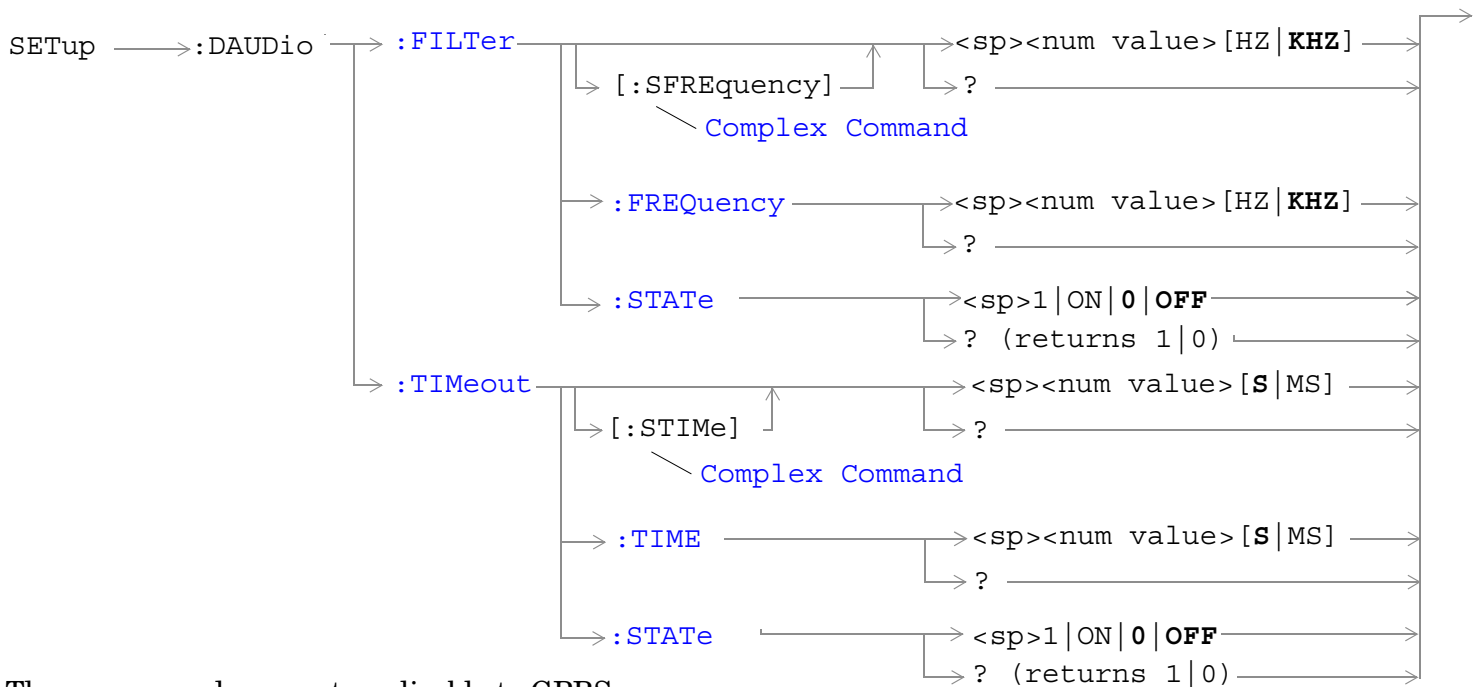 SETup :DAUDio :FILTer <sp><num value>[HZ|KHZ]
[:SFREquency] ?
Complex Command
:FREQuency <sp><num value>[HZ|KHZ]
?
:STATe <sp>1|ON|0|OFF
? (returns 1|0)
:TIMeout <sp><num value>[S|MS]
[:STIMe] ?
Complex Command
:TIME <sp><num value>[S|MS]
?
:STATe <sp>1|ON|0|OFF
? (returns 1|0)